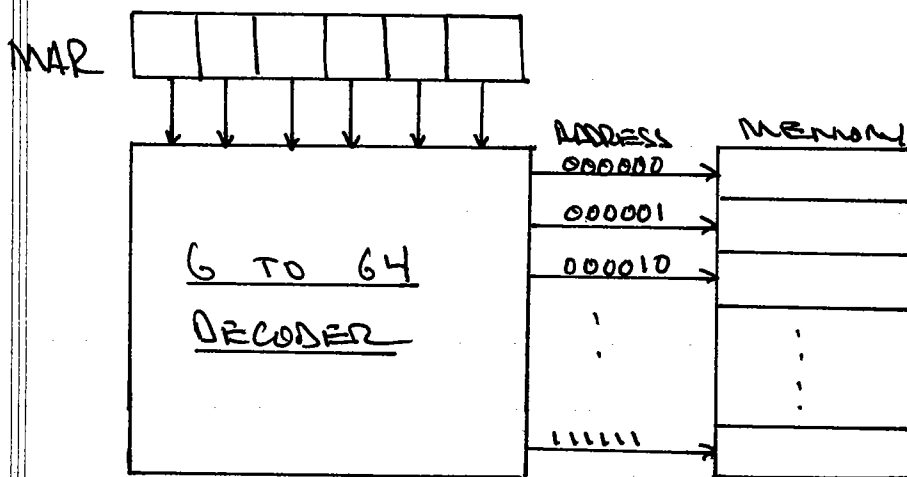 MAR
ADDRESS
MEMORY
000000
000001
000010
6 TO 64
DECODER
111111